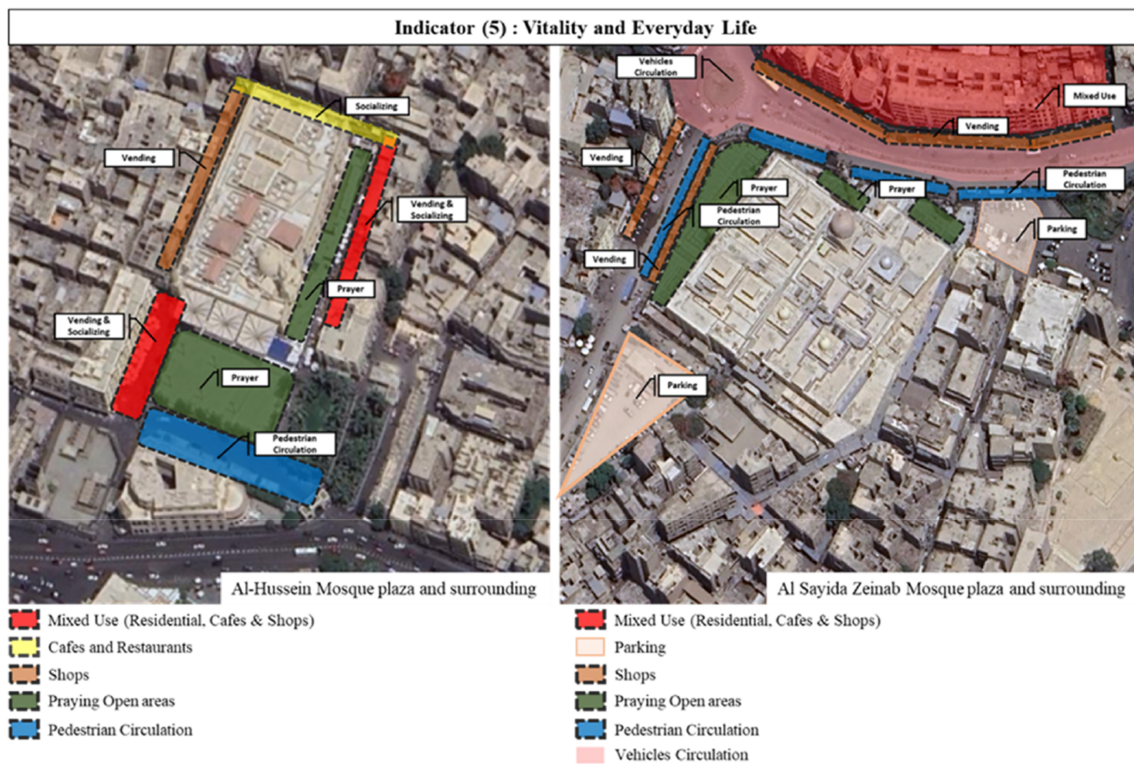 Indicator (5) : Vitality and Everyday Life
Socializing
Vending
Vending &
Socializing
Prayer
Vending &
Socializing
Prayer
Pedestrian
Circulation
Al-Hussein Mosque plaza and surrounding
Vehicles
Circulation
Mixed Use
Vending
Vending
Prayer
Prayer
Pedestrian
Circulation
Pedestrian
Circulation
Vending
Parking
Parking
Al Sayida Zeinab Mosque plaza and surrounding
Mixed Use (Residential, Cafes & Shops)
Cafes and Restaurants
Shops
Praying Open areas
Pedestrian Circulation
Mixed Use (Residential, Cafes & Shops)
Parking
Shops
Praying Open areas
Pedestrian Circulation
Vehicles Circulation